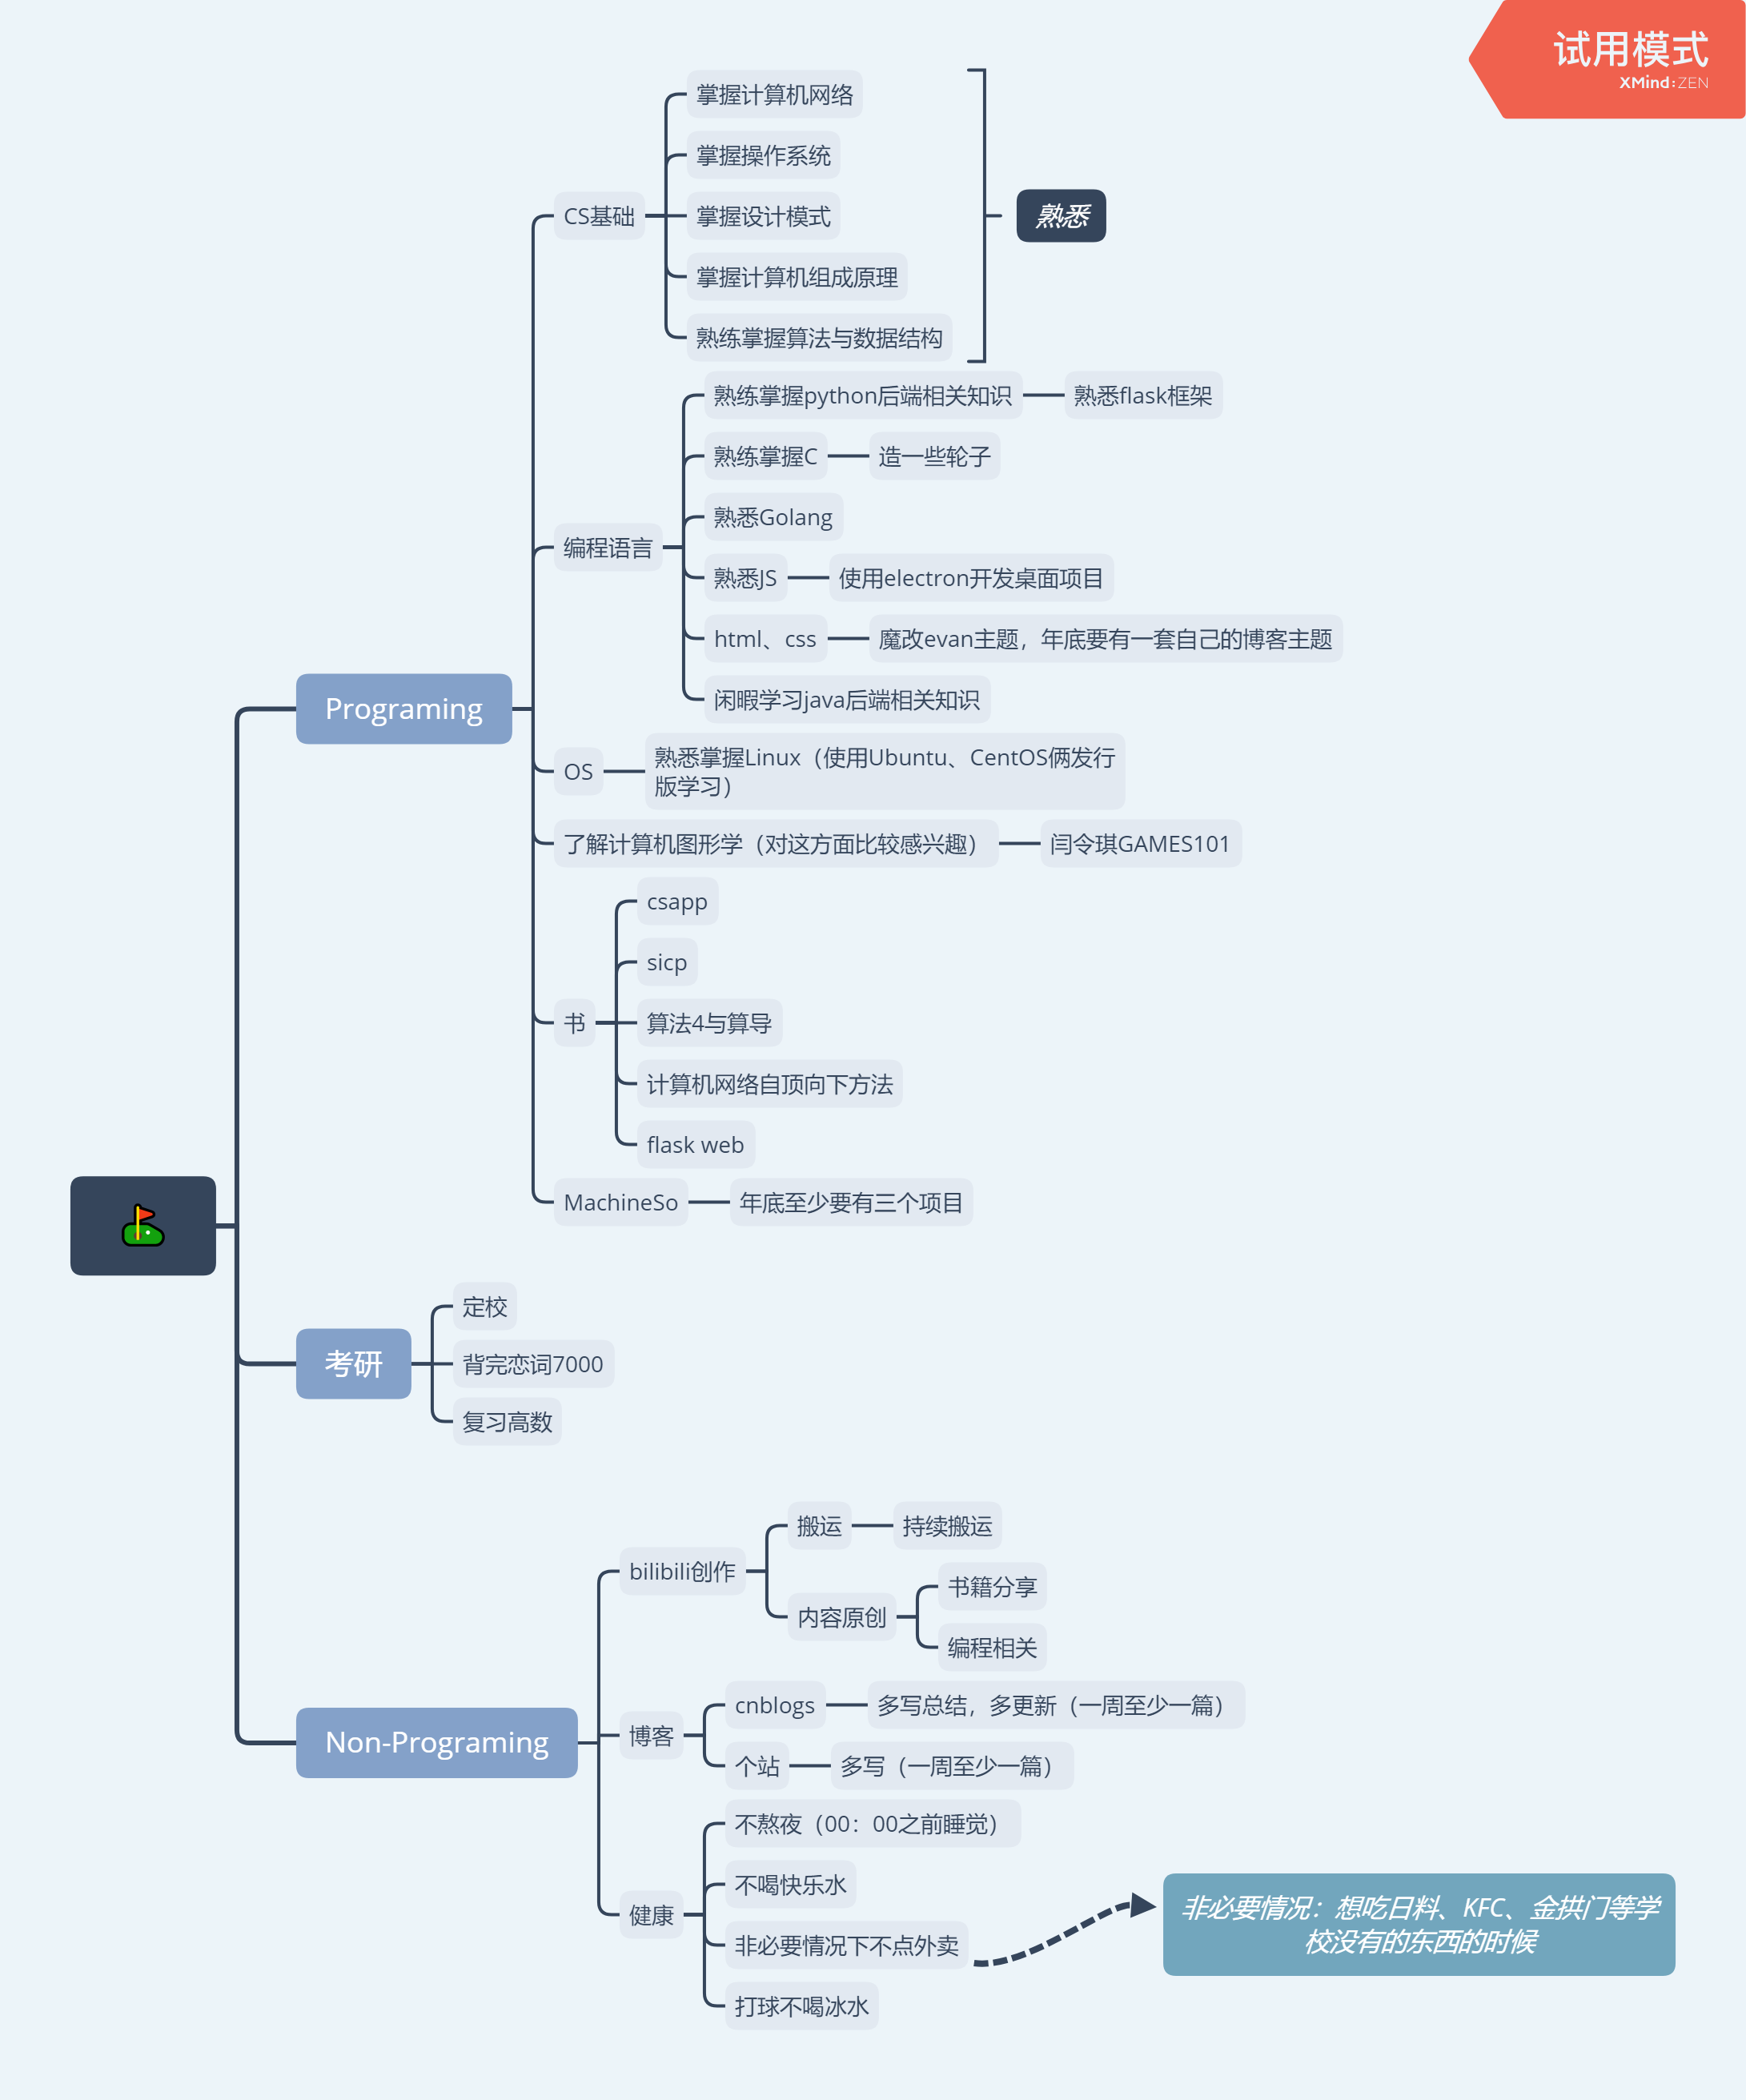 试用模式
XMind:ZEN
Programing
CS基础
掌握计算机网络
掌握操作系统
掌握设计模式
掌握计算机组成原理
熟练掌握算法与数据结构
熟悉
编程语言
熟练掌握python后端相关知识
熟悉flask框架
熟练掌握C
造一些轮子
熟悉Golang
熟悉JS
使用electron开发桌面项目
html、css
魔改evan主题，年底要有一套自己的博客主题
闲暇学习java后端相关知识
OS
熟悉掌握Linux（使用Ubuntu、CentOS俩发行
版学习）
了解计算机图形学（对这方面比较感兴趣）
闫令琪GAMES101
书
csapp
sicp
算法4与算导
计算机网络自顶向下方法
flask web
MachineSo
年底至少要有三个项目
考研
定校
背完恋词7000
复习高数
Non-Programing
bilibili创作
搬运
持续搬运
内容原创
书籍分享
编程相关
博客
cnblogs
多写总结，多更新（一周至少一篇）
个站
多写（一周至少一篇）
健康
不熬夜（00：00之前睡觉）
不喝快乐水
非必要情况下不点外卖
非必要情况：想吃日料、KFC、金拱门等学
校没有的东西的时候
打球不喝冰水